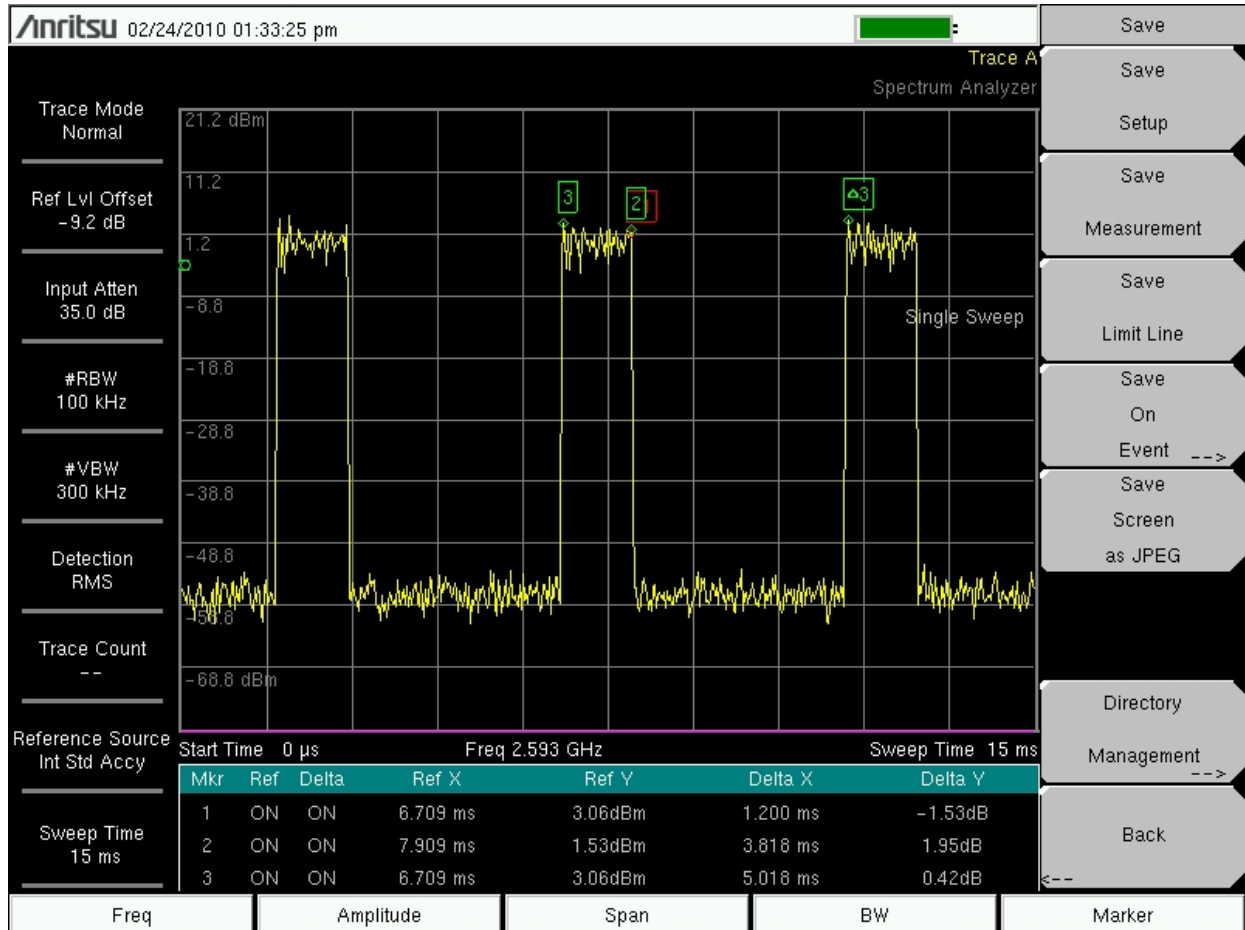 Anritsu 02/24/2010 01:33:25 pm
Trace A
Spectrum Analyzer
Trace Mode
Normal
Ref Lvl Offset
-9.2 dB
Input Atten
35.0 dB
#RBW
100 kHz
#VBW
300 kHz
Detection
RMS
Trace Count
--
Reference Source
Int Std Accy
Sweep Time
15 ms
21.2 dBm
11.2
1.2
-8.8
-18.8
-28.8
-38.8
-48.8
-58.8
-68.8 dBm
3
2
Δ3
Single Sweep
Start Time 0 µs
Freq 2.593 GHz
Sweep Time 15 ms
Mkr Ref Delta Ref X Ref Y Delta X Delta Y
1 ON ON 6.709 ms 3.06dBm 1.200 ms -1.53dB
2 ON ON 7.909 ms 1.53dBm 3.818 ms 1.95dB
3 ON ON 6.709 ms 3.06dBm 5.018 ms 0.42dB
Save
Save
Setup
Save
Measurement
Save
Limit Line
Save
On
Event -->
Save
Screen
as JPEG
Directory
Management
-->
Back
<--
Freq
Amplitude
Span
BW
Marker